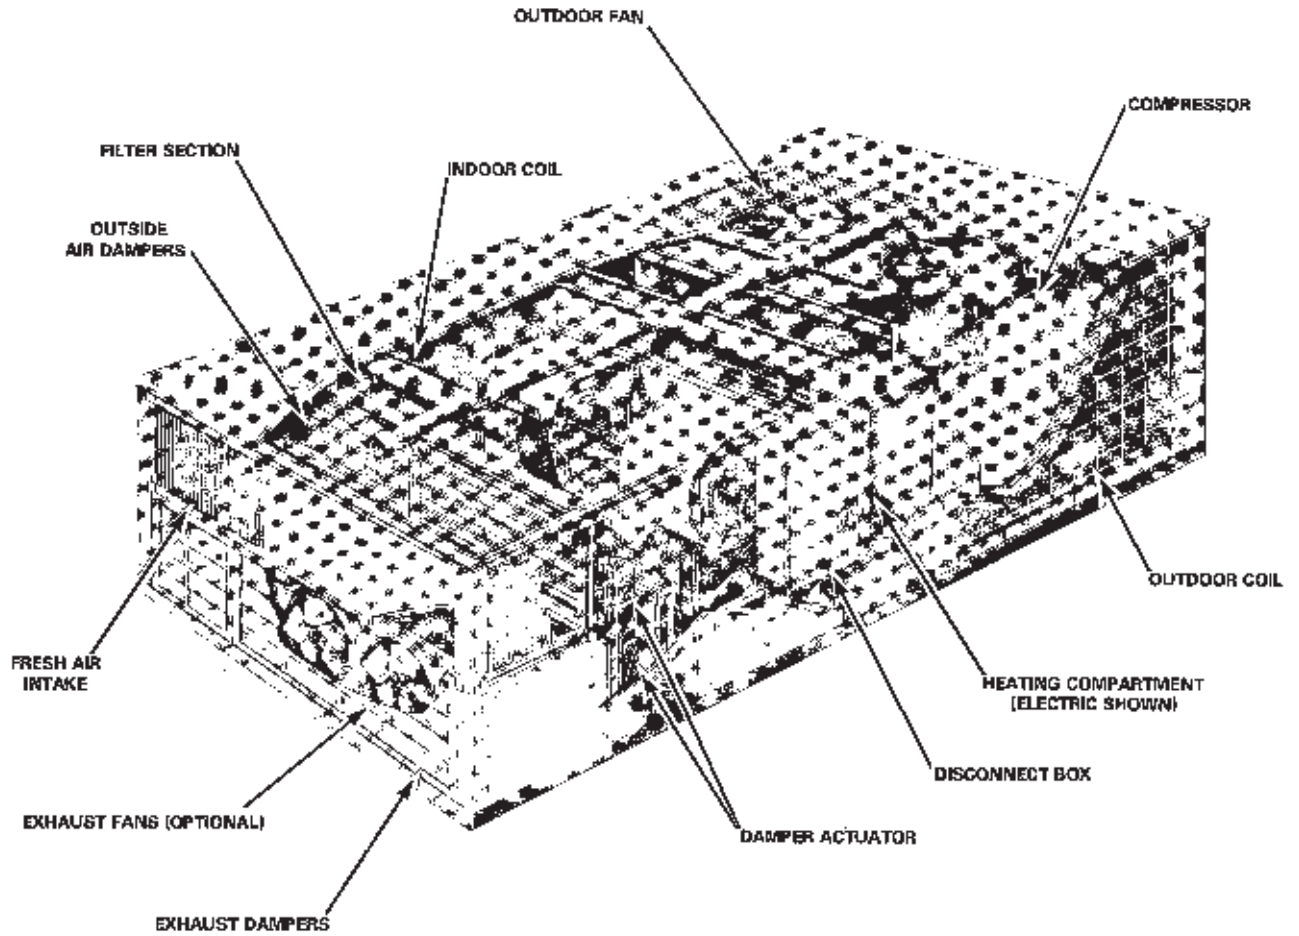 OUTDOOR FAN
COMPRESSOR
FILTER SECTION
INDOOR COIL
OUTSIDE
AIR DAMPERS
OUTDOOR COIL
FRESH AIR
INTAKE
HEATING COMPARTMENT
(ELECTRIC SHOWN)
DISCONNECT BOX
EXHAUST FANS (OPTIONAL)
DAMPER ACTUATOR
EXHAUST DAMPERS